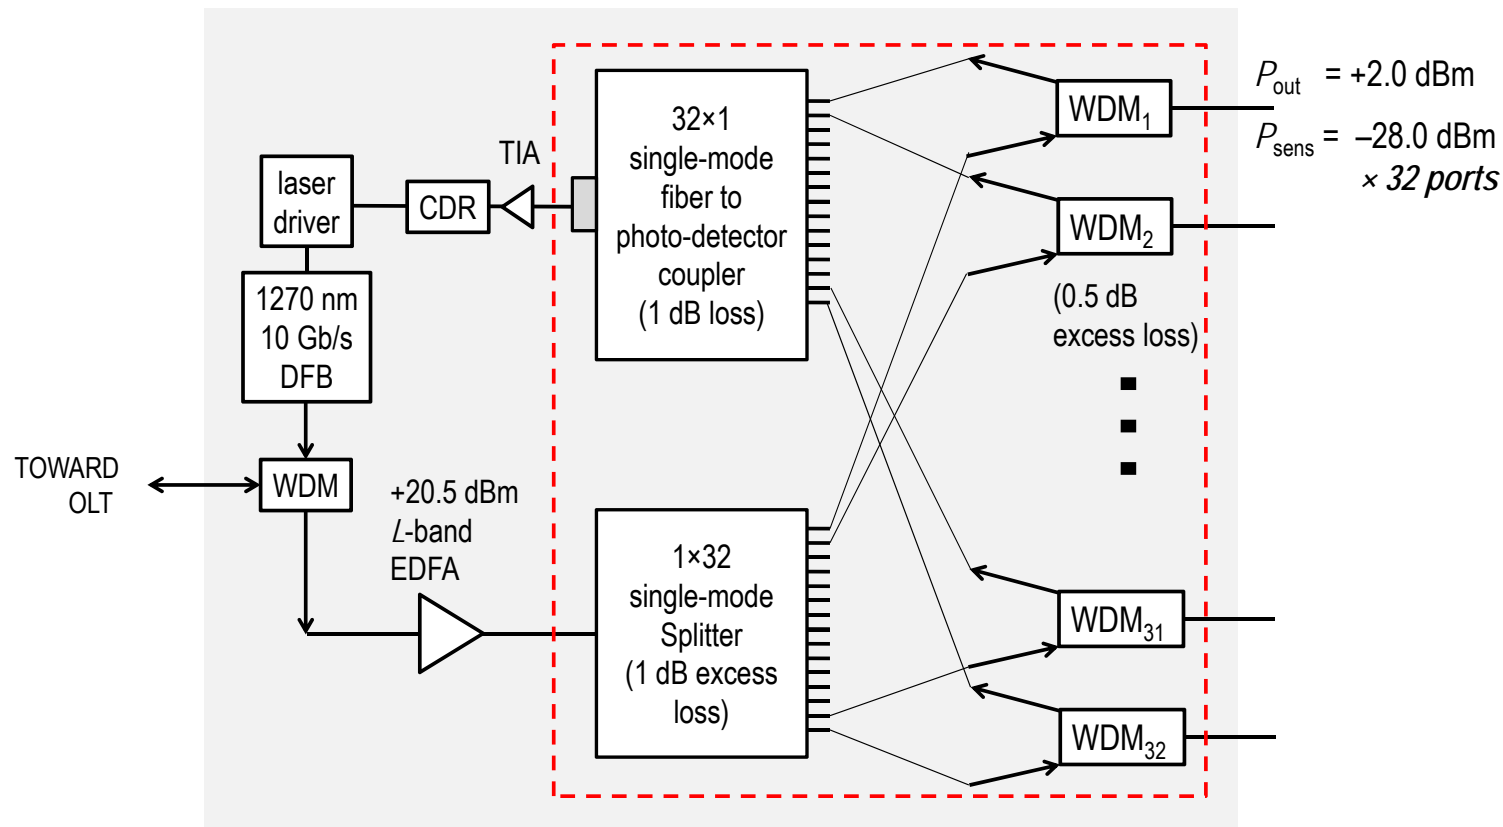 32×1
single-mode
fiber to
photo-detector
coupler
(1 dB loss)
TIA
CDR
laser
driver
1270 nm
10 Gb/s
DFB
WDM
TOWARD
OLT
+20.5 dBm
L-band
EDFA
1×32
single-mode
Splitter
(1 dB excess
loss)
WDM1
WDM2
(0.5 dB
excess loss)
WDM31
WDM32
Pout = +2.0 dBm
Psens = –28.0 dBm
× 32 ports